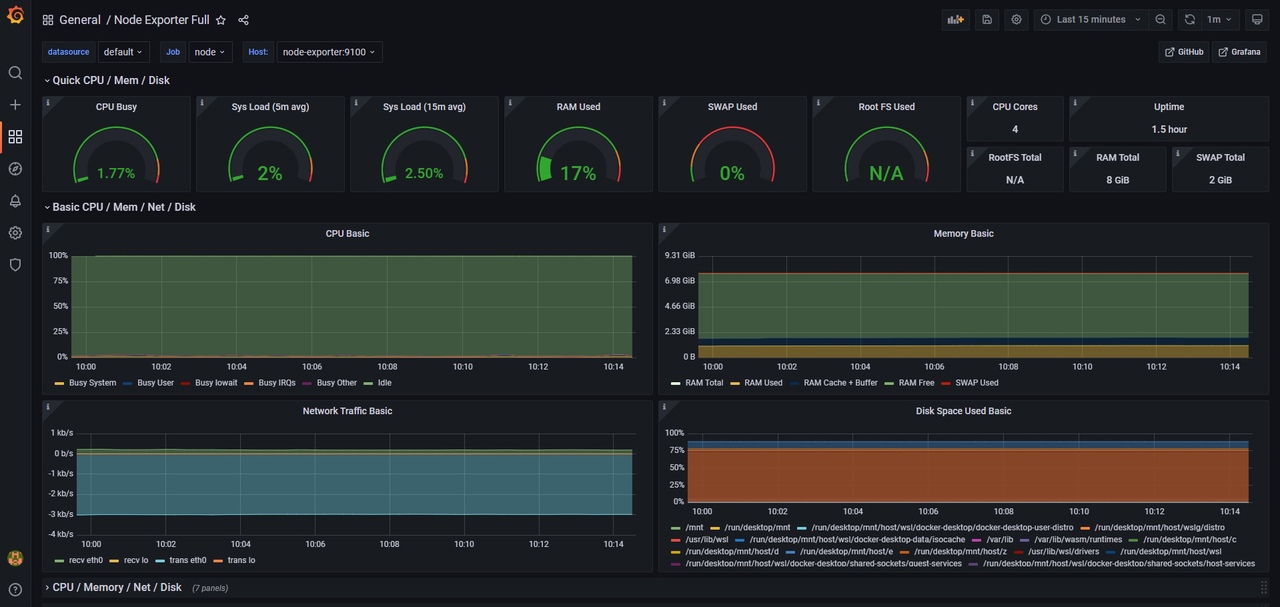 General / Node Exporter Full
Last 15 minutes
1m
datasource default Job node Host: node-exporter:9100
GitHub Grafana
Quick CPU / Mem / Disk
CPU Busy
1.77%
Sys Load (5m avg)
2%
Sys Load (15m avg)
2.50%
RAM Used
17%
SWAP Used
0%
Root FS Used
N/A
CPU Cores
4
Uptime
1.5 hour
RootFS Total
N/A
RAM Total
8 GiB
SWAP Total
2 GiB
Basic CPU / Mem / Net / Disk
CPU Basic
100%
75%
50%
25%
0%
10:00 10:02 10:04 10:06 10:08 10:10 10:12 10:14
Busy System Busy User Busy Iowait Busy IRQs Busy Other Idle
Memory Basic
9.31 GiB
6.98 GiB
4.66 GiB
2.33 GiB
0 B
10:00 10:02 10:04 10:06 10:08 10:10 10:12 10:14
RAM Total RAM Used RAM Cache + Buffer RAM Free SWAP Used
Network Traffic Basic
1 kb/s
0 b/s
-1 kb/s
-2 kb/s
-3 kb/s
-4 kb/s
10:00 10:02 10:04 10:06 10:08 10:10 10:12 10:14
recv eth0 recv lo trans eth0 trans lo
Disk Space Used Basic
100%
75%
50%
25%
0%
10:00 10:02 10:04 10:06 10:08 10:10 10:12 10:14
/mnt /run/desktop/mnt /run/desktop/mnt/host/wsl/docker-desktop/docker-desktop-user-distro /run/desktop/mnt/host/wslg/distro
/usr/lib/wsl /run/desktop/mnt/host/wsl/docker-desktop-data/isocache /var/lib /var/lib/wasm/runtimes /run/desktop/mnt/host/c
/run/desktop/mnt/host/d /run/desktop/mnt/host/e /run/desktop/mnt/host/z /usr/lib/wsl/drivers /run/desktop/mnt/host/wsl
/run/desktop/mnt/host/wsl/docker-desktop/shared-sockets/guest-services /run/desktop/mnt/host/wsl/docker-desktop/shared-sockets/host-services
CPU / Memory / Net / Disk (7 panels)